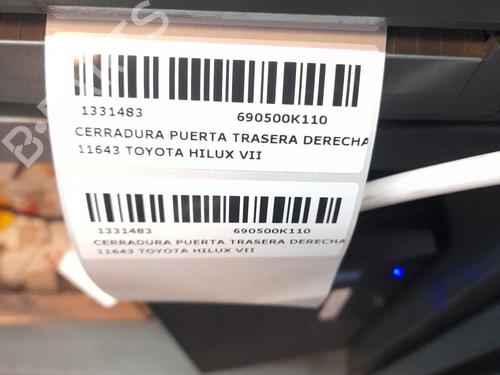 1331483 690500K110
CERRADURA PUERTA TRASERA DERECHA
11643 TOYOTA HILUX VII
1331483 690500K110
CERRADURA PUERTA TRASERA DERECHA
11643 TOYOTA HILUX VII